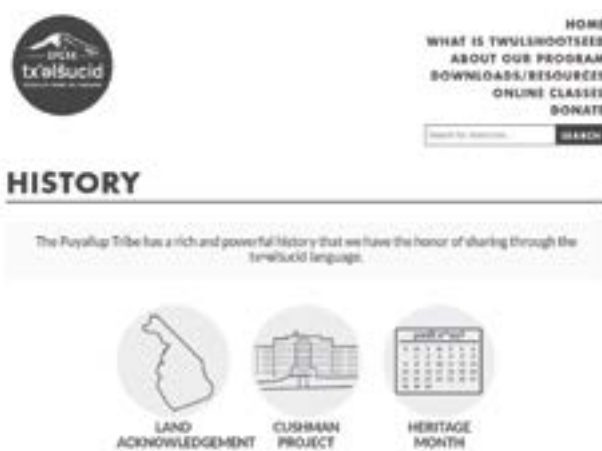 txʷəlšucid
HOME
WHAT IS TWULSHOOTSEED
ABOUT OUR PROGRAM
DOWNLOADS/RESOURCES
ONLINE CLASSES
DONATE
SEARCH
HISTORY
The Puyallup Tribe has a rich and powerful history that we have the honor of sharing through the
txʷəlšucid language.
LAND
ACKNOWLEDGEMENT
CUSHMAN
PROJECT
HERITAGE
MONTH